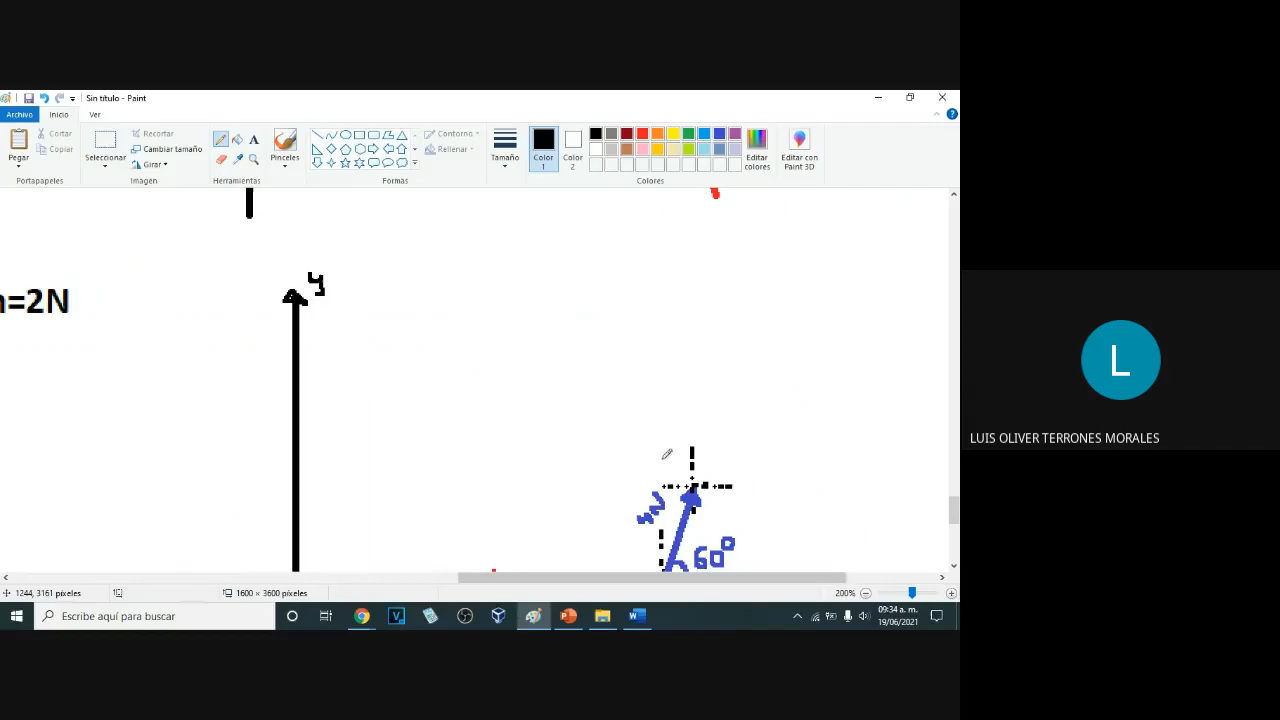 Sin título - Paint
Archivo
Inicio
Ver
Pegar
Cortar
Copiar
Portapapeles
Seleccionar
Recortar
Cambiar tamaño
Girar
Imagen
A
Herramientas
Pinceles
Formas
Contorno
Rellenar
Tamaño
Color 1
Color 2
Colores
Editar colores
Editar con Paint 3D
=2N
y
60°
1244, 3161 píxeles
1600 × 3600 píxeles
200%
Escribe aquí para buscar
09:34 a. m.
19/06/2021
L
LUIS OLIVER TERRONES MORALES